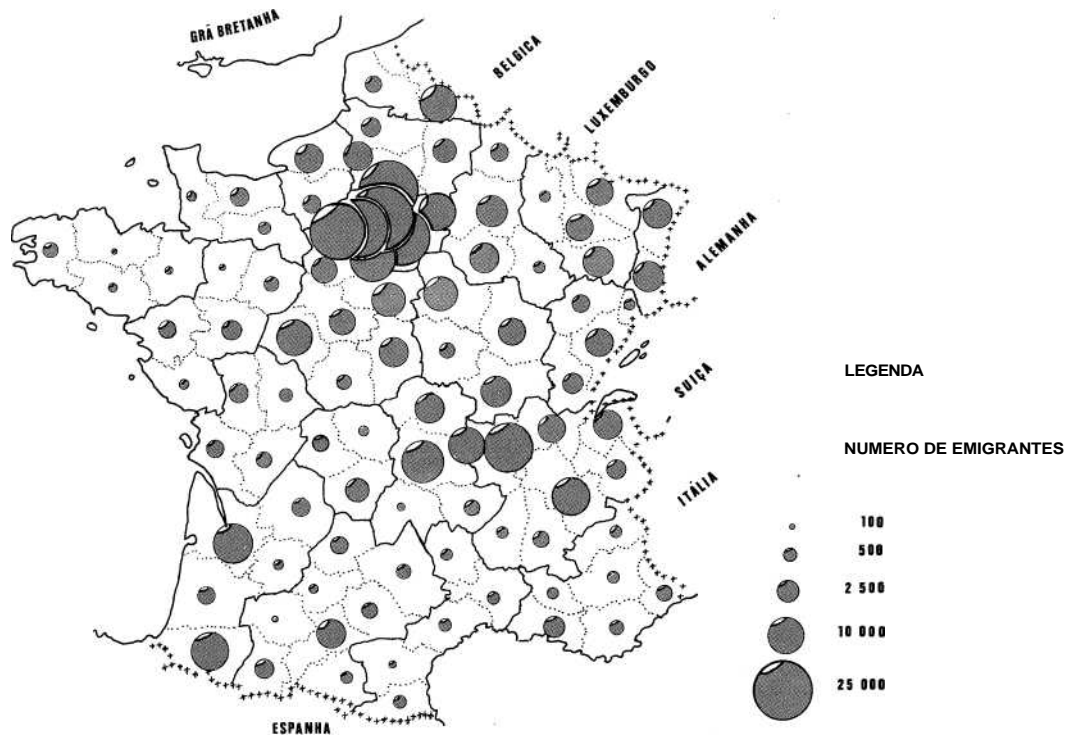 GRÃ BRETANHA
BELGICA
LUXEMBURGO
ALEMANHA
SUIÇA
ITÁLIA
ESPANHA
LEGENDA
NUMERO DE EMIGRANTES
100
500
2 500
10 000
25 000